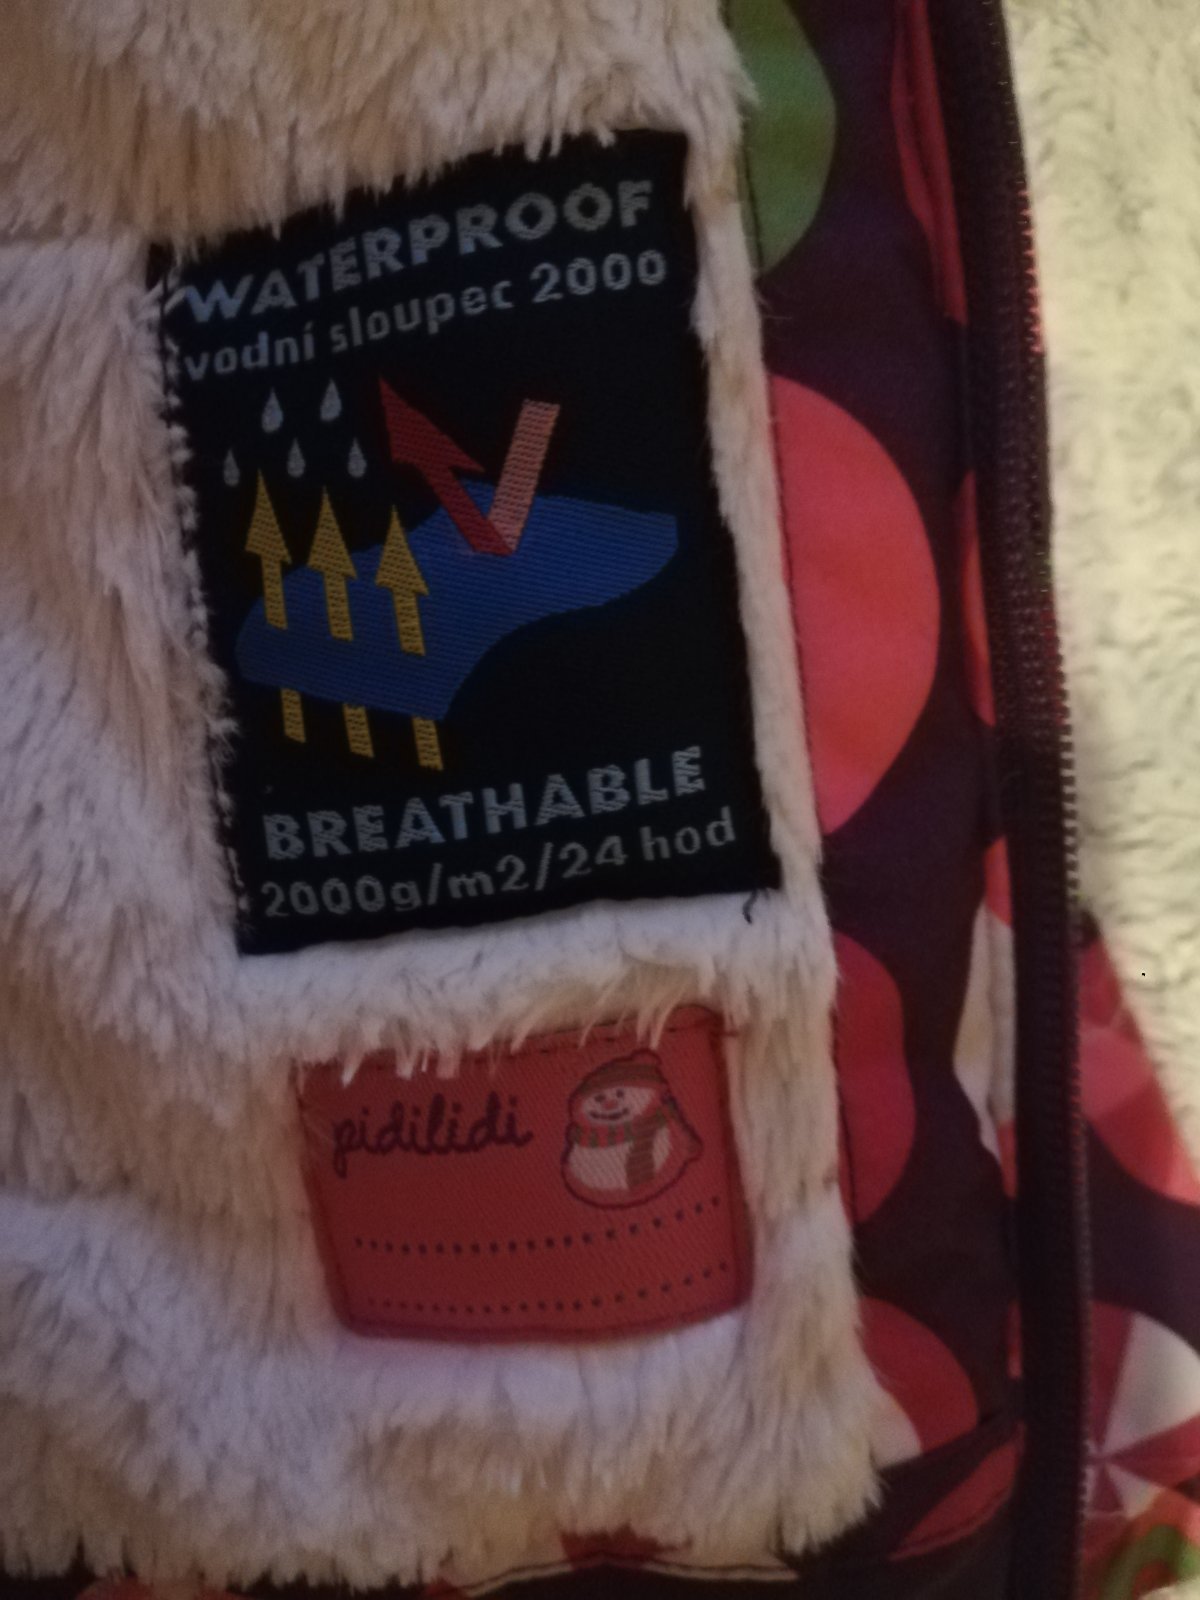 WATERPROOF
vodní sloupec 2000
BREATHABLE
2000g/m2/24 hod
pidilidi